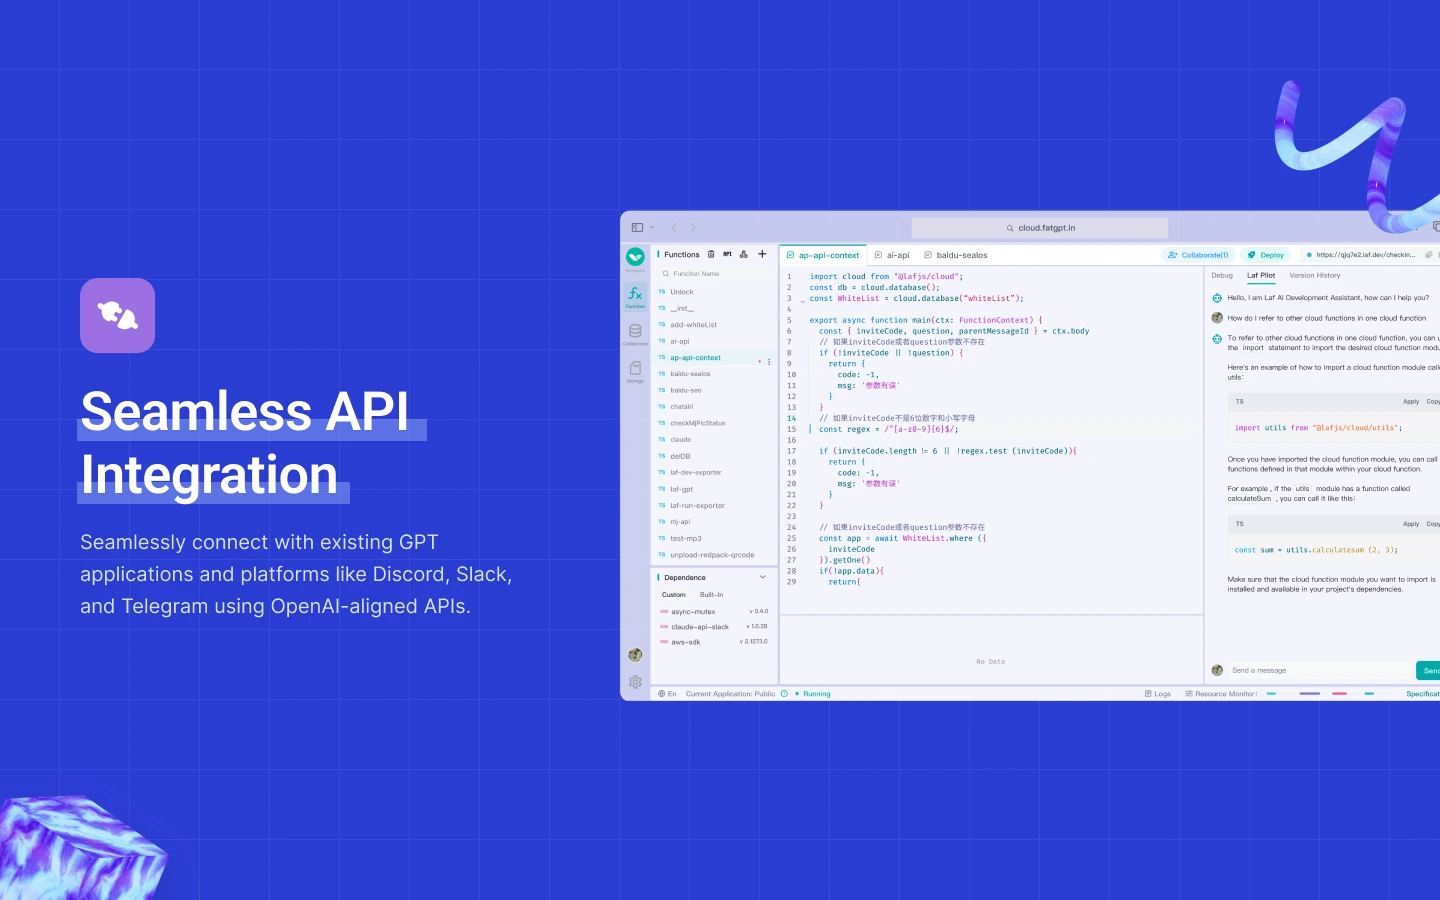 Seamless API
Integration
Seamlessly connect with existing GPT
applications and platforms like Discord, Slack,
and Telegram using OpenAI-aligned APIs.
cloud.fatgpt.in
Functions
API
Funciton Name
TS Unlock
TS __init__
TS add-whiteList
TS ai-api
TS ap-api-context
TS baidu-sealos
TS baidu-seo
TS chatsiri
TS checkMjPicStatus
TS claude
TS delDB
TS laf-dev-exporter
TS laf-gpt
TS laf-run-exporter
TS mj-api
TS test-mp3
TS unpload-redpack-qrcode
Dependence
Custom Built-In
async-mutex v 0.4.0
claude-api-slack v 1.0.28
aws-sdk v 2.1273.0
Function
Collections
Storage
ap-api-context ai-api baidu-sealos
Collaborate(1) Deploy https://qjq7e2.laf.dev/checkin...
1 import cloud from "@lafjs/cloud";
2 const db = cloud.database();
3 const WhiteList = cloud.database("whiteList");
4
5 export async function main(ctx: FunctionContext) {
6 const { inviteCode, question, parentMessageId } = ctx.body
7 // 如果inviteCode或者question参数不存在
8 if (!inviteCode || !question) {
9 return {
10 code: -1,
11 msg: '参数有误'
12 }
13 }
14 // 如果inviteCode不是6位数字和小写字母
15 const regex = /^[a-z0-9]{6}$/;
16
17 if (inviteCode.length != 6 || !regex.test (inviteCode)){
18 return {
19 code: -1,
20 msg: '参数有误'
21 }
22 }
23
24 // 如果inviteCode或者question参数不存在
25 const app = await WhiteList.where ({
26 inviteCode
27 }).getOne()
28 if(!app.data){
29 return{
No Data
Debug Laf Pilot Version History
Hello, I am Laf AI Development Assistant, how can I help you?
How do I refer to other cloud functions in one cloud function
To refer to other cloud functions in one cloud function, you can u
the import statement to import the desired cloud function modu
Here's an example of how to import a cloud function module calle
utils:
TS Apply Copy
import utils from "@lafjs/cloud/utils";
Once you have imported the cloud function module, you can call
functions defined in that module within your cloud function.
For example , if the utils module has a function called
calculateSum , you can call it like this:
TS Apply Copy
const sum = utils.calculatesum (2, 3);
Make sure that the cloud function module you want to import is
installed and available in your project's dependencies.
Send a message Send
En Current Application: Public Running
Logs Resource Monitor: Specificat